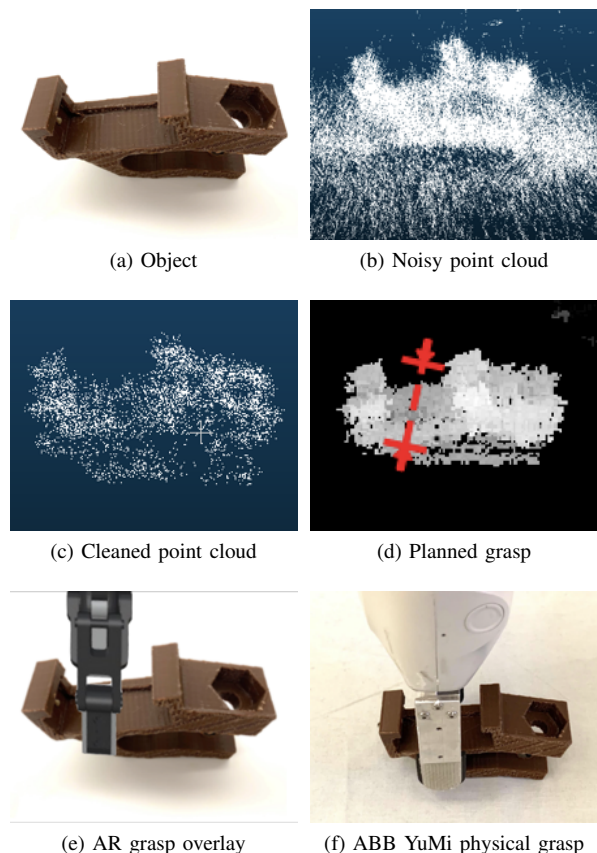 (a) Object
(b) Noisy point cloud
(c) Cleaned point cloud
(d) Planned grasp
(e) AR grasp overlay
(f) ABB YuMi physical grasp